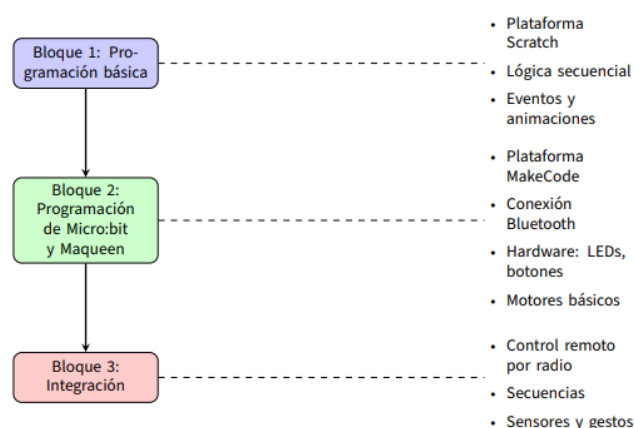 Bloque 1: Pro-
gramación básica
• Plataforma
Scratch
• Lógica secuencial
• Eventos y
animaciones
Bloque 2:
Programación
de Micro:bit
y Maqueen
• Plataforma
MakeCode
• Conexión
Bluetooth
• Hardware: LEDs,
botones
• Motores básicos
Bloque 3:
Integración
• Control remoto
por radio
• Secuencias
• Sensores y gestos